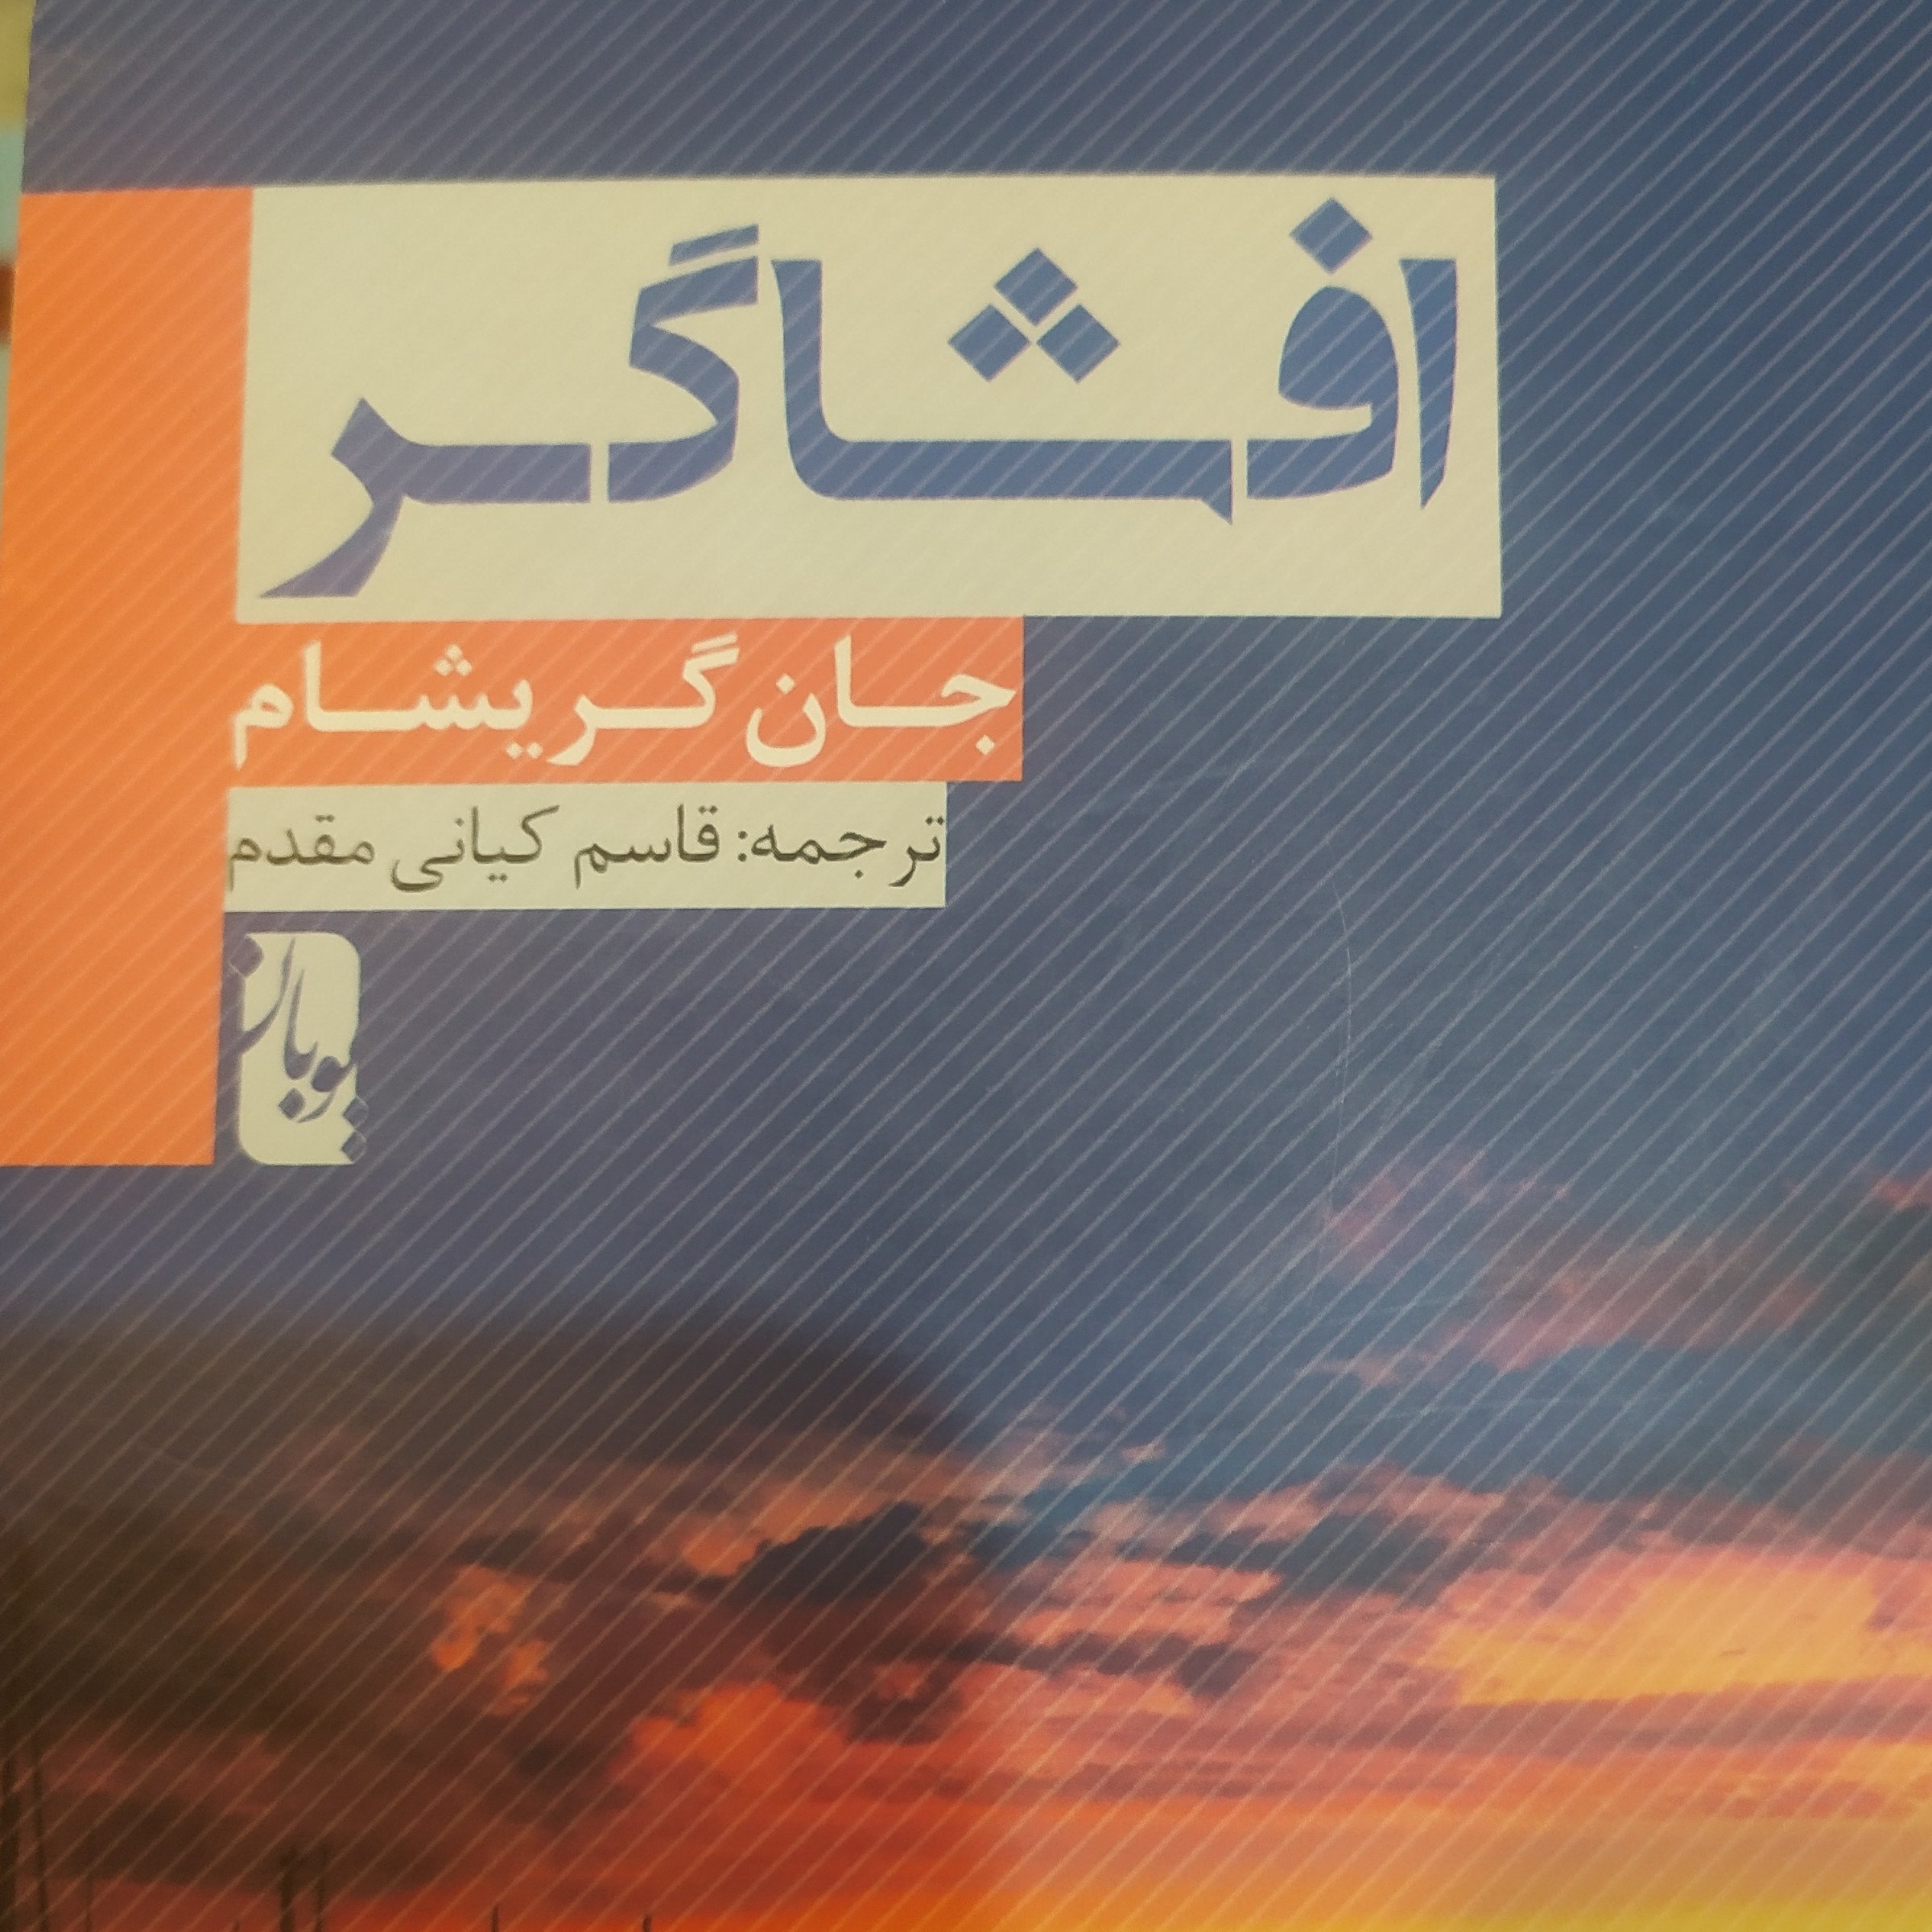 افشاگر
جان گریشام
ترجمه: قاسم کیانی مقدم
یوبان